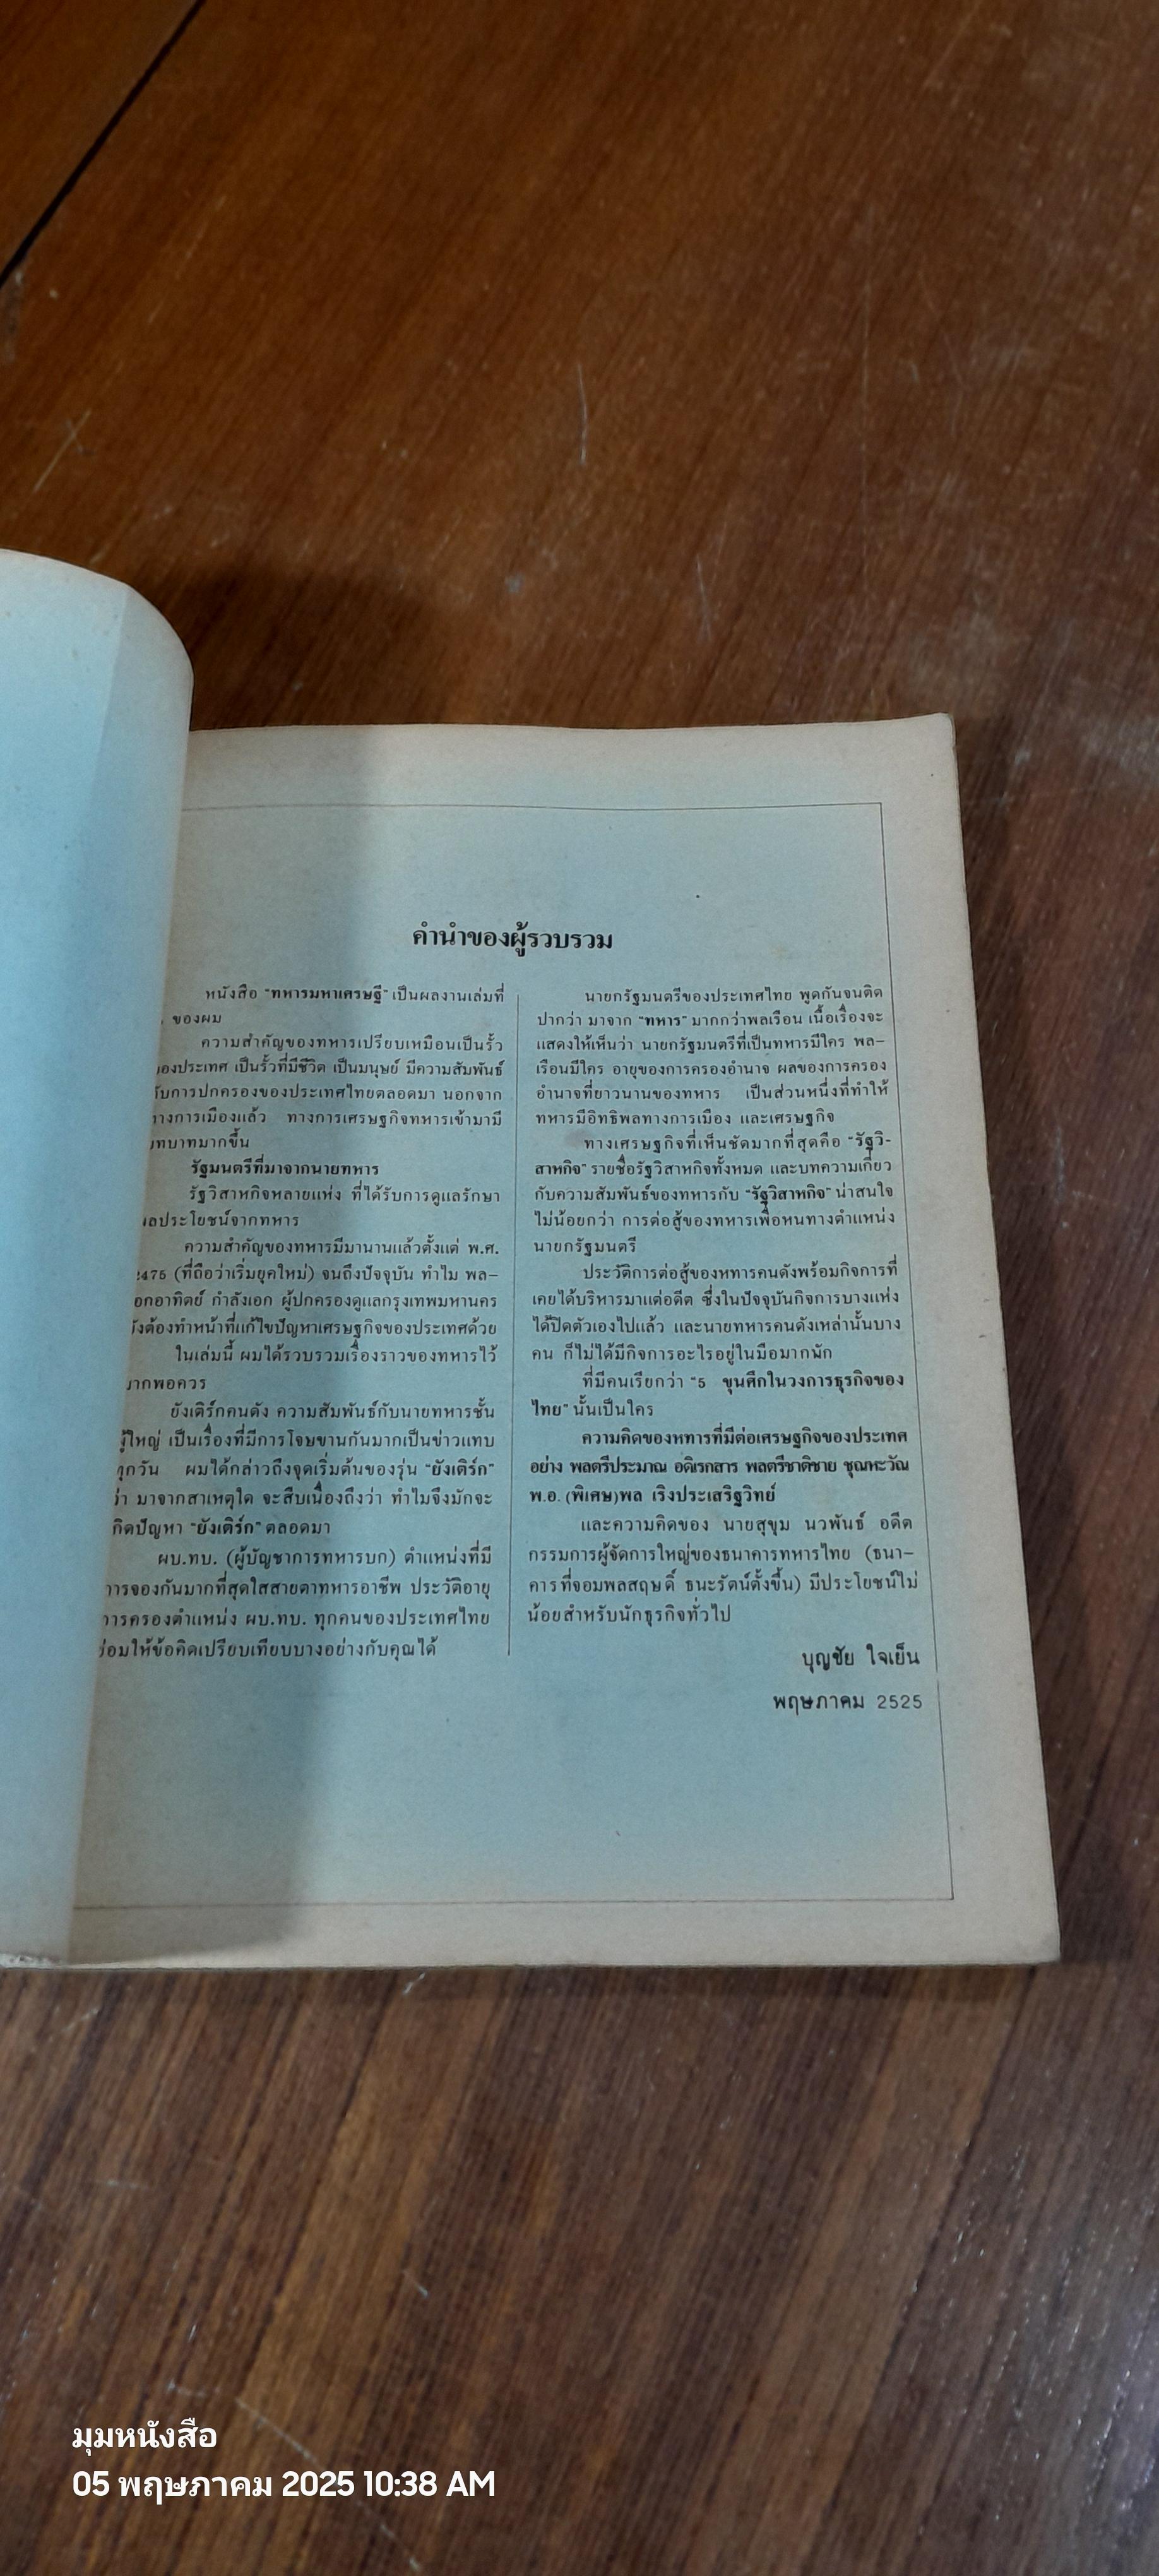 คำนำของผู้รวบรวม
หนังสือ "ทหารมหาเศรษฐี" เป็นผลงานเล่มที่
ของผม
ความสำคัญของทหารเปรียบเหมือนเป็นรั้ว
ของประเทศ เป็นรั้วที่มีชีวิต เป็นมนุษย์ มีความสัมพันธ์
กับการปกครองของประเทศไทยตลอดมา นอกจาก
ทางการเมืองแล้ว ทางการเศรษฐกิจทหารเข้ามามี
บทบาทมากขึ้น
รัฐมนตรีที่มาจากนายทหาร
รัฐวิสาหกิจหลายแห่ง ที่ได้รับการดูแลรักษา
ผลประโยชน์จากทหาร
ความสำคัญของทหารมีมานานแล้วตั้งแต่ พ.ศ.
2475 (ที่ถือว่าเริ่มยุคใหม่) จนถึงปัจจุบัน ทำไม พล-
เอกอาทิตย์ กำลังเอก ผู้ปกครองดูแลกรุงเทพมหานคร
ยังต้องทำหน้าที่แก้ไขปัญหาเศรษฐกิจของประเทศด้วย
ในเล่มนี้ ผมได้รวบรวมเรื่องราวของทหารไว้
มากพอควร
ยังเติร์กคนดัง ความสัมพันธ์กับนายทหารชั้น
ผู้ใหญ่ เป็นเรื่องที่มีการโจษขานกันมากเป็นข่าวแทบ
ทุกวัน ผมได้กล่าวถึงจุดเริ่มต้นของรุ่น "ยังเติร์ก"
ว่า มาจากสาเหตุใด จะสืบเนื่องถึงว่า ทำไมจึงมักจะ
เกิดปัญหา "ยังเติร์ก" ตลอดมา
ผบ.ทบ. (ผู้บัญชาการทหารบก) ตำแหน่งที่มี
การจองกันมากที่สุดใสสายตาทหารอาชีพ ประวัติอายุ
การครองตำแหน่ง ผบ.ทบ. ทุกคนของประเทศไทย
ย่อมให้ข้อคิดเปรียบเทียบบางอย่างกับคุณได้
นายกรัฐมนตรีของประเทศไทย พูดกันจนติด
ปากว่า มาจาก "ทหาร" มากกว่าพลเรือน เนื้อเรื่องจะ
แสดงให้เห็นว่า นายกรัฐมนตรีที่เป็นทหารมีใคร พล-
เรือนมีใคร อายุของการครองอำนาจ ผลของการครอง
อำนาจที่ยาวนานของทหาร เป็นส่วนหนึ่งที่ทำให้
ทหารมีอิทธิพลทางการเมือง และเศรษฐกิจ
ทางเศรษฐกิจที่เห็นชัดมากที่สุดคือ "รัฐวิ-
สาหกิจ" รายชื่อรัฐวิสาหกิจทั้งหมด และบทความเกี่ยว
กับความสัมพันธ์ของทหารกับ "รัฐวิสาหกิจ" น่าสนใจ
ไม่น้อยกว่า การต่อสู้ของทหารเพื่อหนทางตำแหน่ง
นายกรัฐมนตรี
ประวัติการต่อสู้ของหทารคนดังพร้อมกิจการที่
เคยได้บริหารมาแต่อดีต ซึ่งในปัจจุบันกิจการบางแห่ง
ได้ปิดตัวเองไปแล้ว และนายทหารคนดังเหล่านั้นบาง
คน ก็ไม่ได้มีกิจการอะไรอยู่ในมือมากนัก
ที่มีคนเรียกว่า "5 ขุนศึกในวงการธุรกิจของ
ไทย" นั้นเป็นใคร
ความคิดของหทารที่มีต่อเศรษฐกิจของประเทศ
อย่าง พลตรีประมาณ อดิเรกสาร พลตรีชาติชาย ชุณหะวัณ
พ.อ. (พิเศษ)พล เริงประเสริฐวิทย์
และความคิดของ นายสุขุม นวพันธ์ อดีต
กรรมการผู้จัดการใหญ่ของธนาคารทหารไทย (ธนา-
คารที่จอมพลสฤษดิ์ ธนะรัตน์ตั้งขึ้น) มีประโยชน์ไม่
น้อยสำหรับนักธุรกิจทั่วไป
บุญชัย ใจเย็น
พฤษภาคม 2525
มุมหนังสือ
05 พฤษภาคม 2025 10:38 AM